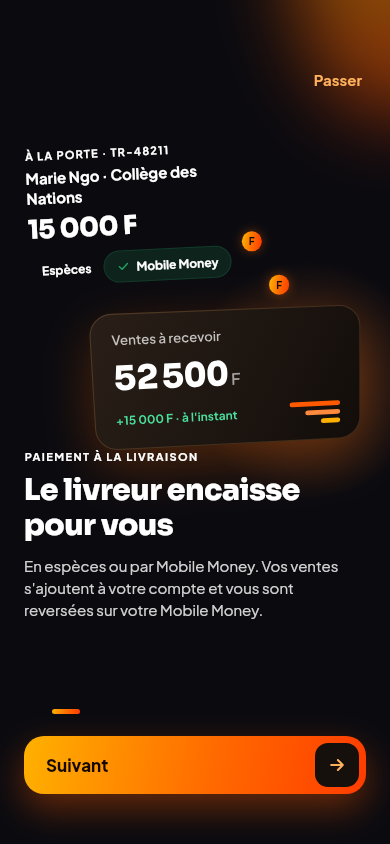 Passer
À LA PORTE · TR-48211
Marie Ngo · Collège des
Nations
15 000 F
Espèces
Mobile Money
F
F
Ventes à recevoir
52 500 F
+15 000 F · à l'instant
PAIEMENT À LA LIVRAISON
Le livreur encaisse
pour vous
En espèces ou par Mobile Money. Vos ventes
s'ajoutent à votre compte et vous sont
reversées sur votre Mobile Money.
Suivant